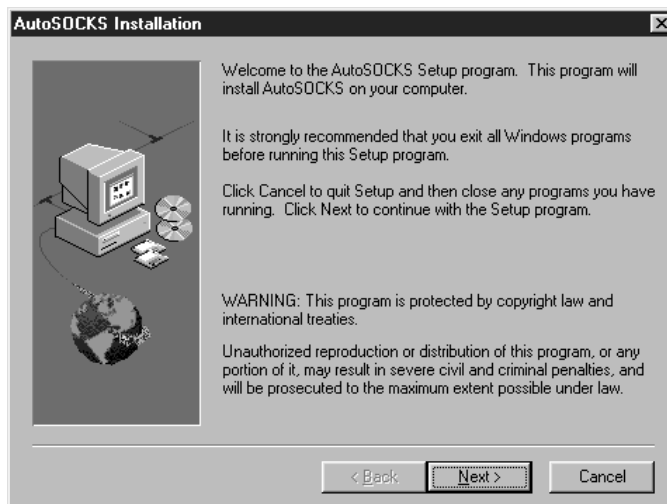 AutoSOCKS Installation
Welcome to the AutoSOCKS Setup program. This program will
install AutoSOCKS on your computer.
It is strongly recommended that you exit all Windows programs
before running this Setup program.
Click Cancel to quit Setup and then close any programs you have
running. Click Next to continue with the Setup program.
WARNING: This program is protected by copyright law and
international treaties.
Unauthorized reproduction or distribution of this program, or any
portion of it, may result in severe civil and criminal penalties, and
will be prosecuted to the maximum extent possible under law.
< Back Next > Cancel